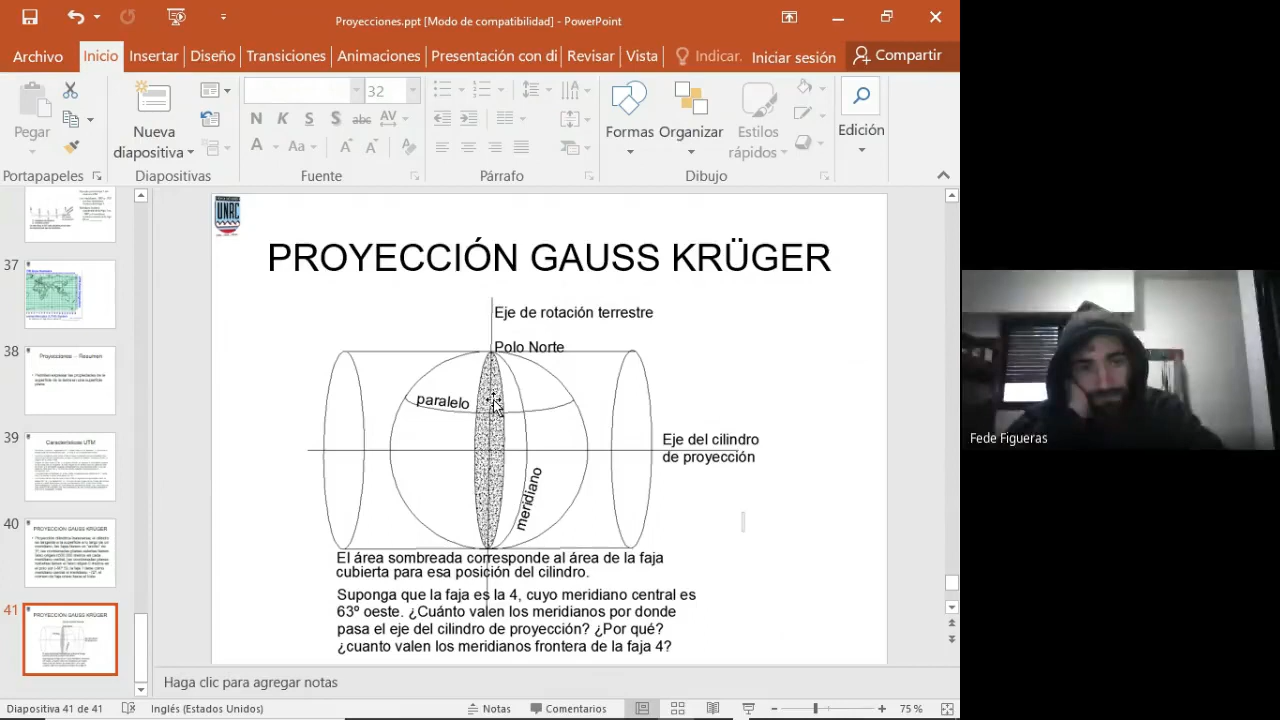 Proyecciones.ppt [Modo de compatibilidad] - PowerPoint
Archivo Inicio Insertar Diseño Transiciones Animaciones Presentación con di Revisar Vista Indicar. Iniciar sesión Compartir
32
Pegar
Nueva
diapositiva
N K S S abc AV
A Aa A A
Formas Organizar Estilos
rápidos
Edición
Portapapeles Diapositivas Fuente Párrafo Dibujo
37
38
Proyecciones – Resumen
39
Características UTM
40
PROYECCIÓN GAUSS KRÜGER
41
PROYECCIÓN GAUSS KRÜGER
UNRC
PROYECCIÓN GAUSS KRÜGER
Eje de rotación terrestre
Polo Norte
paralelo
Eje del cilindro
de proyección
meridiano
El área sombreada corresponde al área de la faja
cubierta para esa posición del cilindro.
Suponga que la faja es la 4, cuyo meridiano central es
63º oeste. ¿Cuánto valen los meridianos por donde
pasa el eje del cilindro de proyección? ¿Por qué?
¿cuanto valen los meridianos frontera de la faja 4?
Haga clic para agregar notas
Diapositiva 41 de 41 Inglés (Estados Unidos) Notas Comentarios 75 %
Fede Figueras